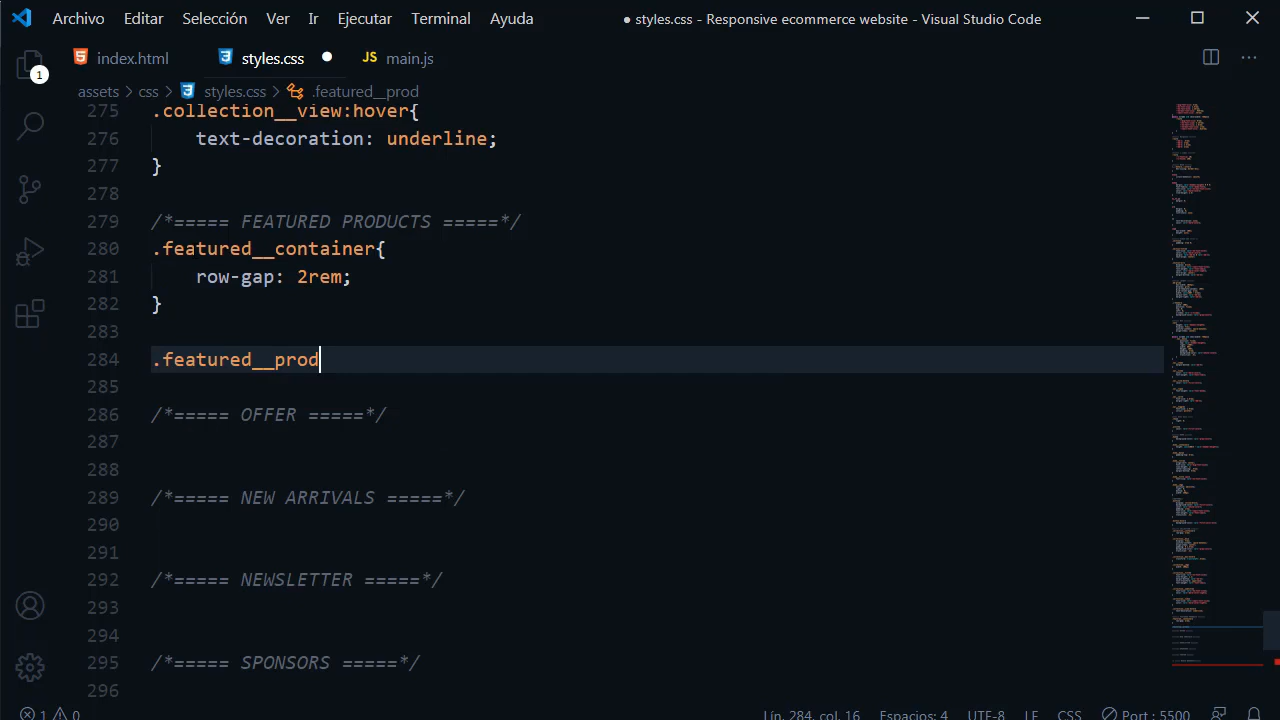 Archivo Editar Selección Ver Ir Ejecutar Terminal Ayuda ● styles.css - Responsive ecommerce website - Visual Studio Code
index.html styles.css JS main.js
1
assets > css > styles.css > .featured__prod
275 .collection__view:hover{
276 text-decoration: underline;
277 }
278
279 /*===== FEATURED PRODUCTS =====*/
280 .featured__container{
281 row-gap: 2rem;
282 }
283
284 .featured__prod
285
286 /*===== OFFER =====*/
287
288
289 /*===== NEW ARRIVALS =====*/
290
291
292 /*===== NEWSLETTER =====*/
293
294
295 /*===== SPONSORS =====*/
296
1 0 Lín. 284, col. 16 Espacios: 4 UTF-8 LF CSS Port : 5500